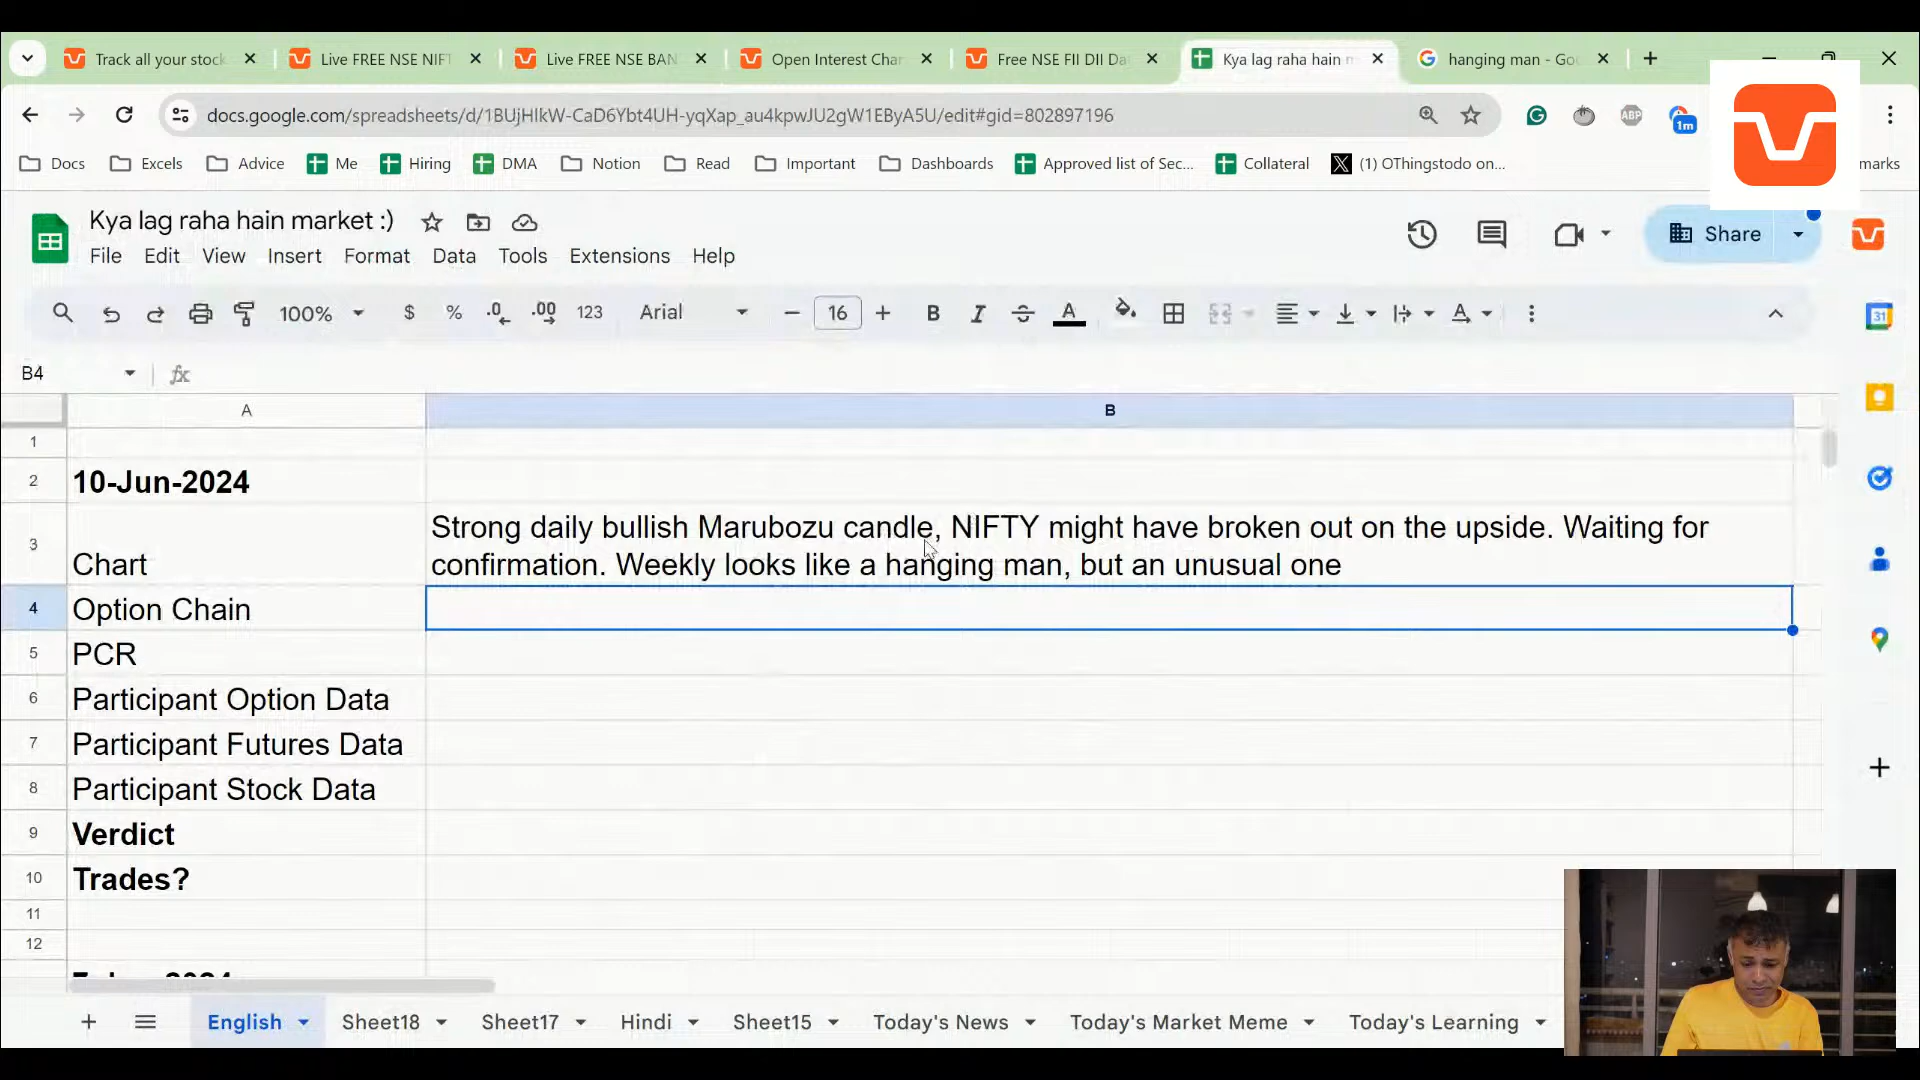 Track all your stock
Live FREE NSE NIFT
Live FREE NSE BAN
Open Interest Char
Free NSE FII DII Da
Kya lag raha hain m
hanging man - Goo
docs.google.com/spreadsheets/d/1BUjHlkW-CaD6Ybt4UH-yqXap_au4kpwJU2gW1EByA5U/edit#gid=802897196
ABP
1m
Docs
Excels
Advice
Me
Hiring
DMA
Notion
Read
Important
Dashboards
Approved list of Sec...
Collateral
(1) OThingstodo on...
marks
Kya lag raha hain market :)
File Edit View Insert Format Data Tools Extensions Help
Share
100% $ % .0 .00 123 Arial 16 B I A A
31
B4 fx
A B
1
2 10-Jun-2024
3 Chart
Strong daily bullish Marubozu candle, NIFTY might have broken out on the upside. Waiting for
confirmation. Weekly looks like a hanging man, but an unusual one
4 Option Chain
5 PCR
6 Participant Option Data
7 Participant Futures Data
8 Participant Stock Data
9 Verdict
10 Trades?
11
12
English Sheet18 Sheet17 Hindi Sheet15 Today's News Today's Market Meme Today's Learning